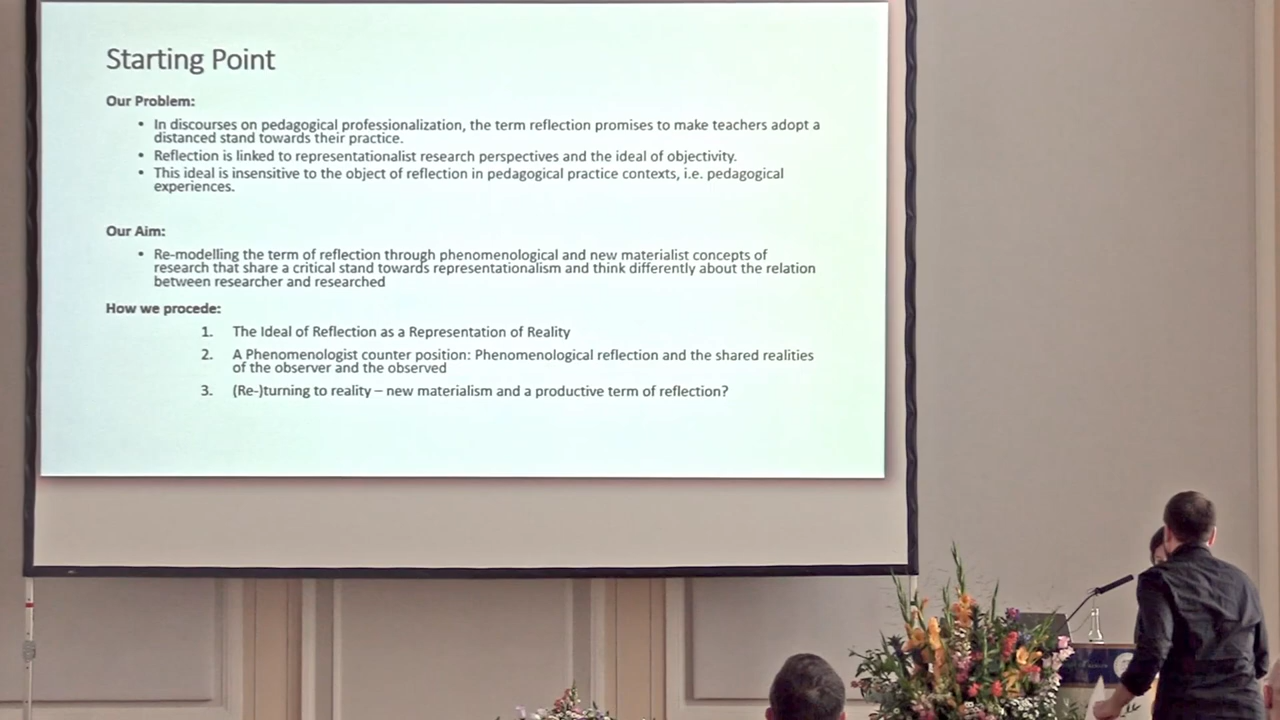 Starting Point
Our Problem:
• In discourses on pedagogical professionalization, the term reflection promises to make teachers adopt a
distanced stand towards their practice.
• Reflection is linked to representationalist research perspectives and the ideal of objectivity.
• This ideal is insensitive to the object of reflection in pedagogical practice contexts, i.e. pedagogical
experiences.
Our Aim:
• Re-modelling the term of reflection through phenomenological and new materialist concepts of
research that share a critical stand towards representationalism and think differently about the relation
between researcher and researched
How we procede:
1. The Ideal of Reflection as a Representation of Reality
2. A Phenomenologist counter position: Phenomenological reflection and the shared realities
of the observer and the observed
3. (Re-)turning to reality – new materialism and a productive term of reflection?